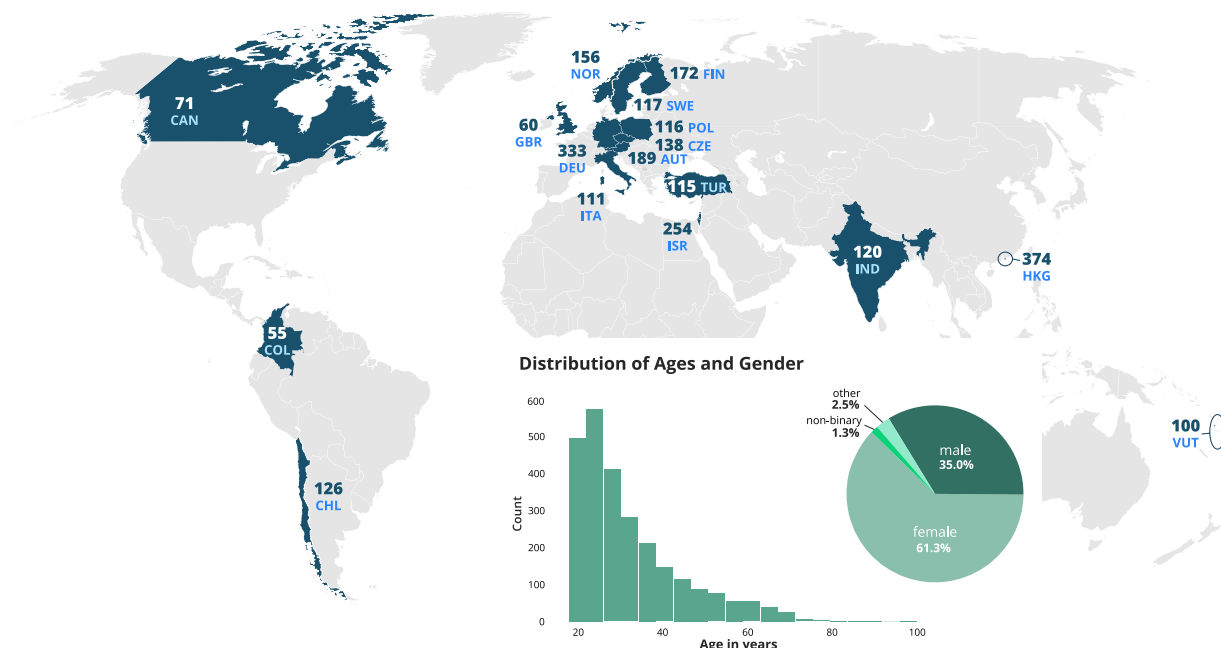 156
NOR
172 FIN
71
CAN
117 SWE
60
GBR
116 POL
138 CZE
333
DEU
189 AUT
115 TUR
111
ITA
254
ISR
120
IND
374
HKG
55
COL
126
CHL
100
VUT
Distribution of Ages and Gender
600
500
400
300
200
100
0
Count
20
40
60
80
100
Age in years
other
2.5%
non-binary
1.3%
male
35.0%
female
61.3%